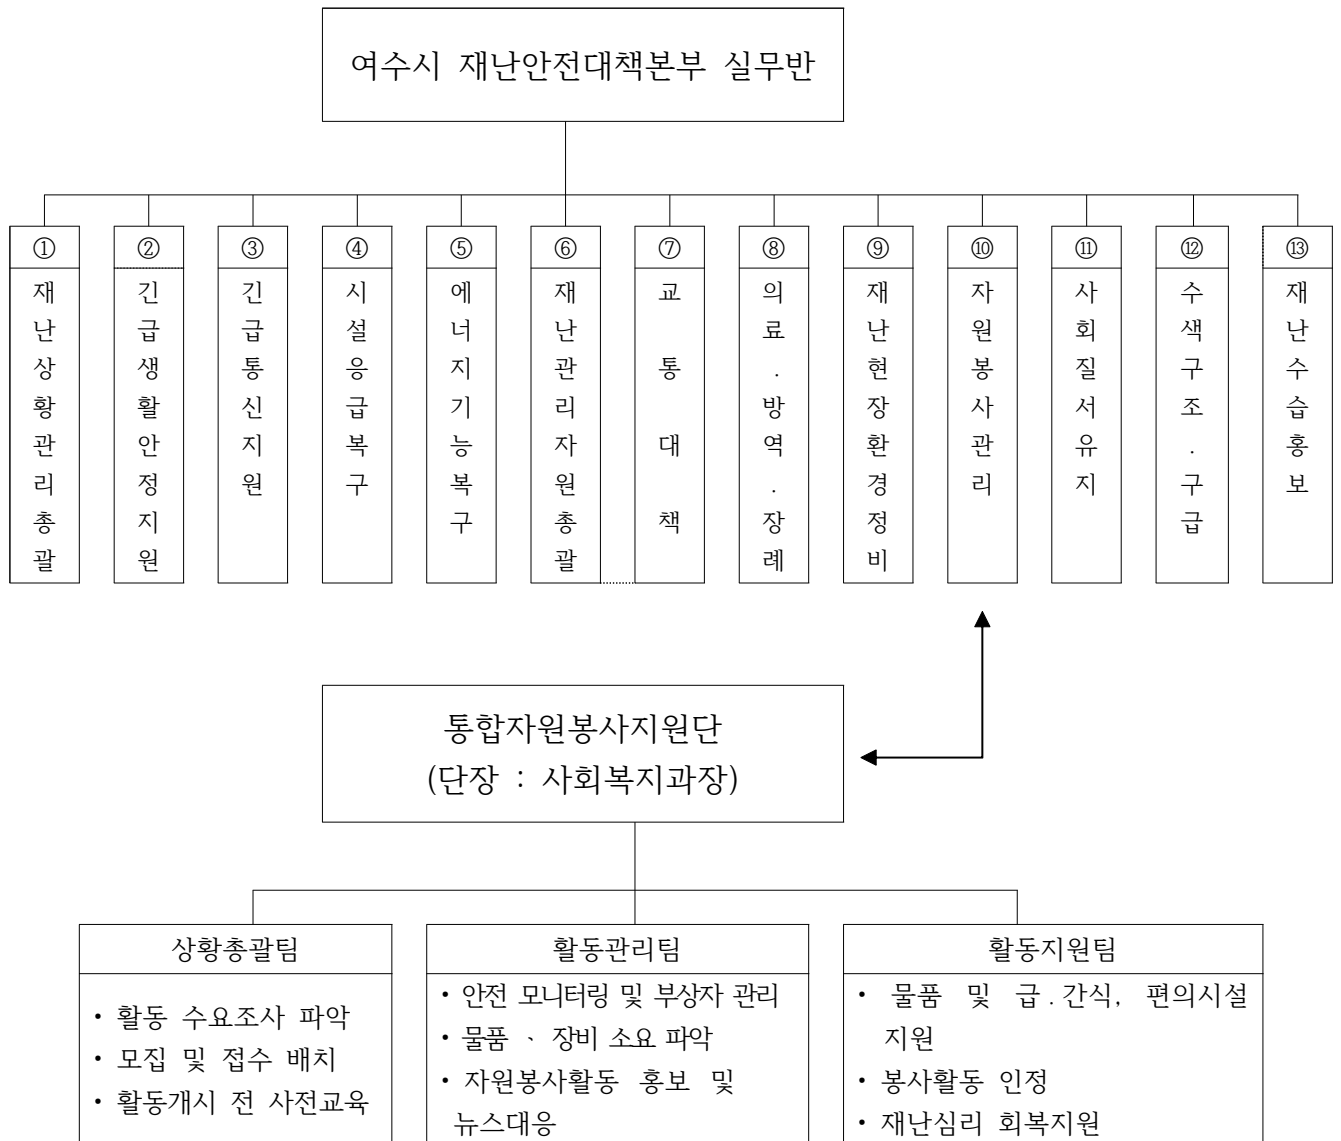 여수시 재난안전대책본부 실무반
① ② ③ ④ ⑤ ⑥ ⑦ ⑧ ⑨ ⑩ ⑪ ⑫ ⑬
재난상황관리총괄
긴급생활안정지원
긴급통신지원
시설응급복구
에너지기능복구
재난관리자원총괄
교통대책
의료.방역.장례
재난현장환경정비
자원봉사관리
사회질서유지
수색구조.구급
재난수습홍보
통합자원봉사지원단
(단장 : 사회복지과장)
상황총괄팀
・활동 수요조사 파악
・모집 및 접수 배치
・활동개시 전 사전교육
활동관리팀
・안전 모니터링 및 부상자 관리
・물품 、 장비 소요 파악
・자원봉사활동 홍보 및
뉴스대응
활동지원팀
・ 물품 및 급.간식, 편의시설
지원
・봉사활동 인정
・재난심리 회복지원